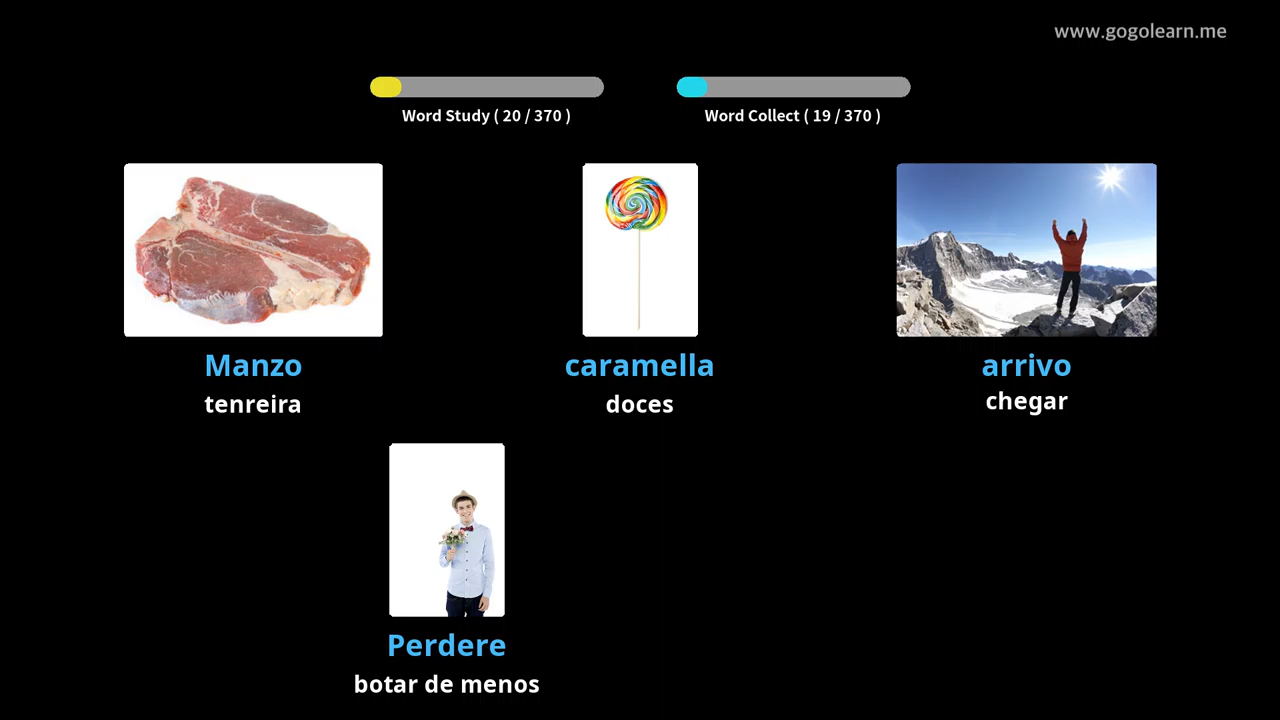 www.gogolearn.me
Word Study ( 20 / 370 )
Word Collect ( 19 / 370 )
Manzo
caramella
arrivo
tenreira
doces
chegar
Perdere
botar de menos